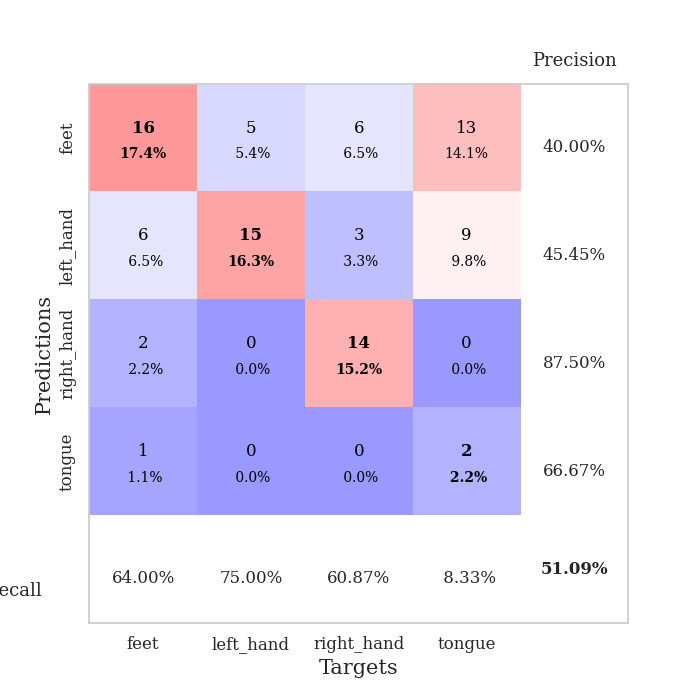 Precision
feet
16 5 6 13
17.4% 5.4% 6.5% 14.1%
40.00%
left_hand
6 15 3 9
6.5% 16.3% 3.3% 9.8%
45.45%
right_hand
2 0 14 0
2.2% 0.0% 15.2% 0.0%
87.50%
tongue
1 0 0 2
1.1% 0.0% 0.0% 2.2%
66.67%
Predictions
ecall
64.00% 75.00% 60.87% 8.33% 51.09%
feet left_hand right_hand tongue
Targets